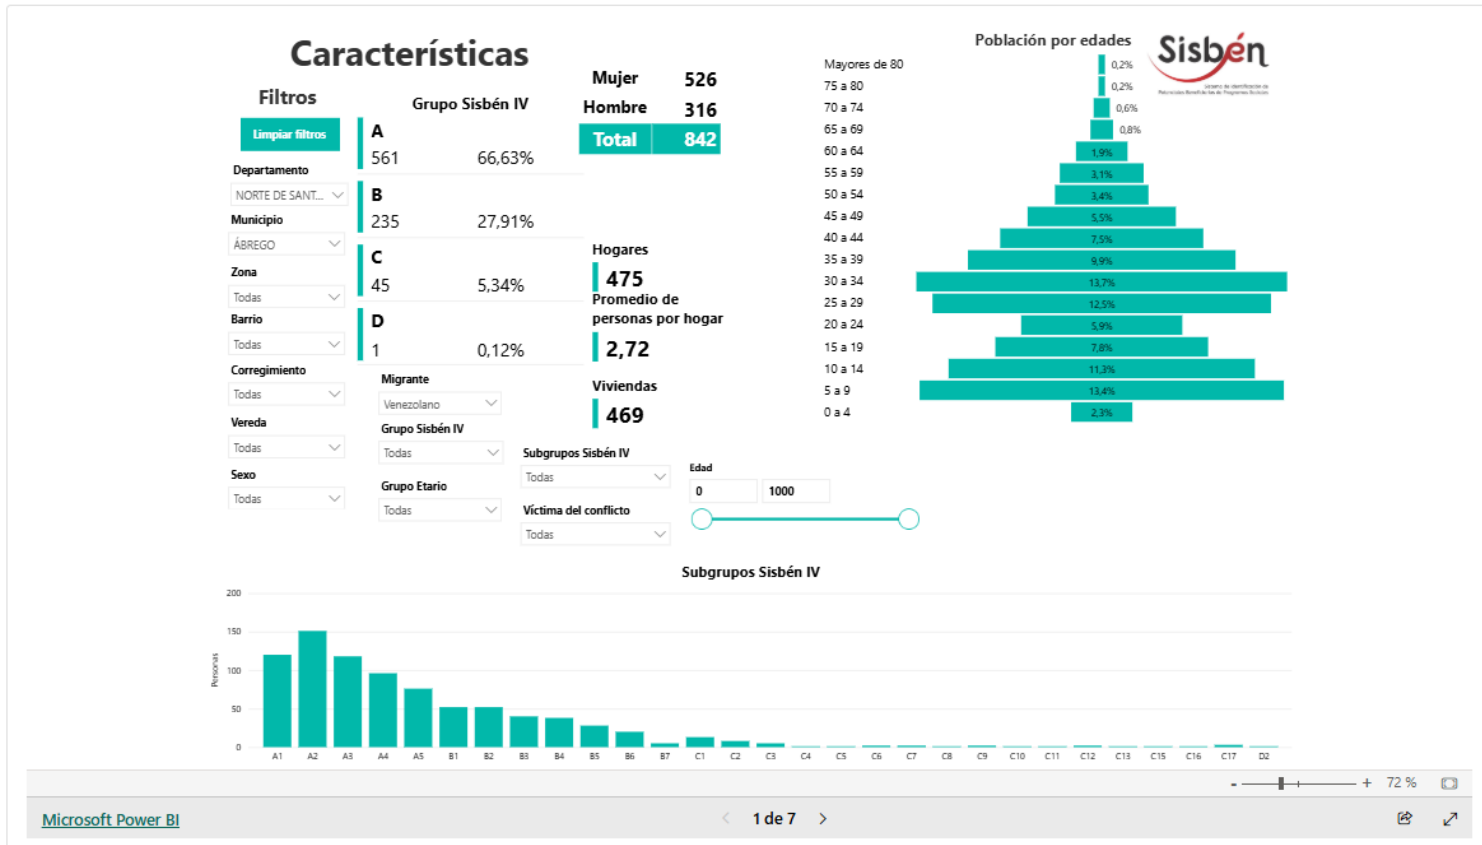 Características
Filtros
Limpiar filtros
Departamento
NORTE DE SANT...
Municipio
ÁBREGO
Zona
Todas
Barrio
Todas
Corregimiento
Todas
Vereda
Todas
Sexo
Todas
Grupo Sisbén IV
A
561 66,63%
B
235 27,91%
C
45 5,34%
D
1 0,12%
Migrante
Venezolano
Grupo Sisbén IV
Todas
Grupo Etario
Todas
Mujer 526
Hombre 316
Total 842
Hogares
475
Promedio de
personas por hogar
2,72
Viviendas
469
Subgrupos Sisbén IV
Todas
Víctima del conflicto
Todas
Edad
0 1000
Población por edades
Sisbén
Sistema de Identificación de
Potenciales Beneficiarios de Programas Sociales
Mayores de 80 0,2%
75 a 80 0,2%
70 a 74 0,6%
65 a 69 0,8%
60 a 64 1,9%
55 a 59 3,1%
50 a 54 3,4%
45 a 49 5,5%
40 a 44 7,5%
35 a 39 9,9%
30 a 34 13,7%
25 a 29 12,5%
20 a 24 5,9%
15 a 19 7,8%
10 a 14 11,3%
5 a 9 13,4%
0 a 4 2,3%
Subgrupos Sisbén IV
Personas
200
150
100
50
0
A1 A2 A3 A4 A5 B1 B2 B3 B4 B5 B6 B7 C1 C2 C3 C4 C5 C6 C7 C8 C9 C10 C11 C12 C13 C15 C16 C17 D2
- + 72 %
Microsoft Power BI
1 de 7